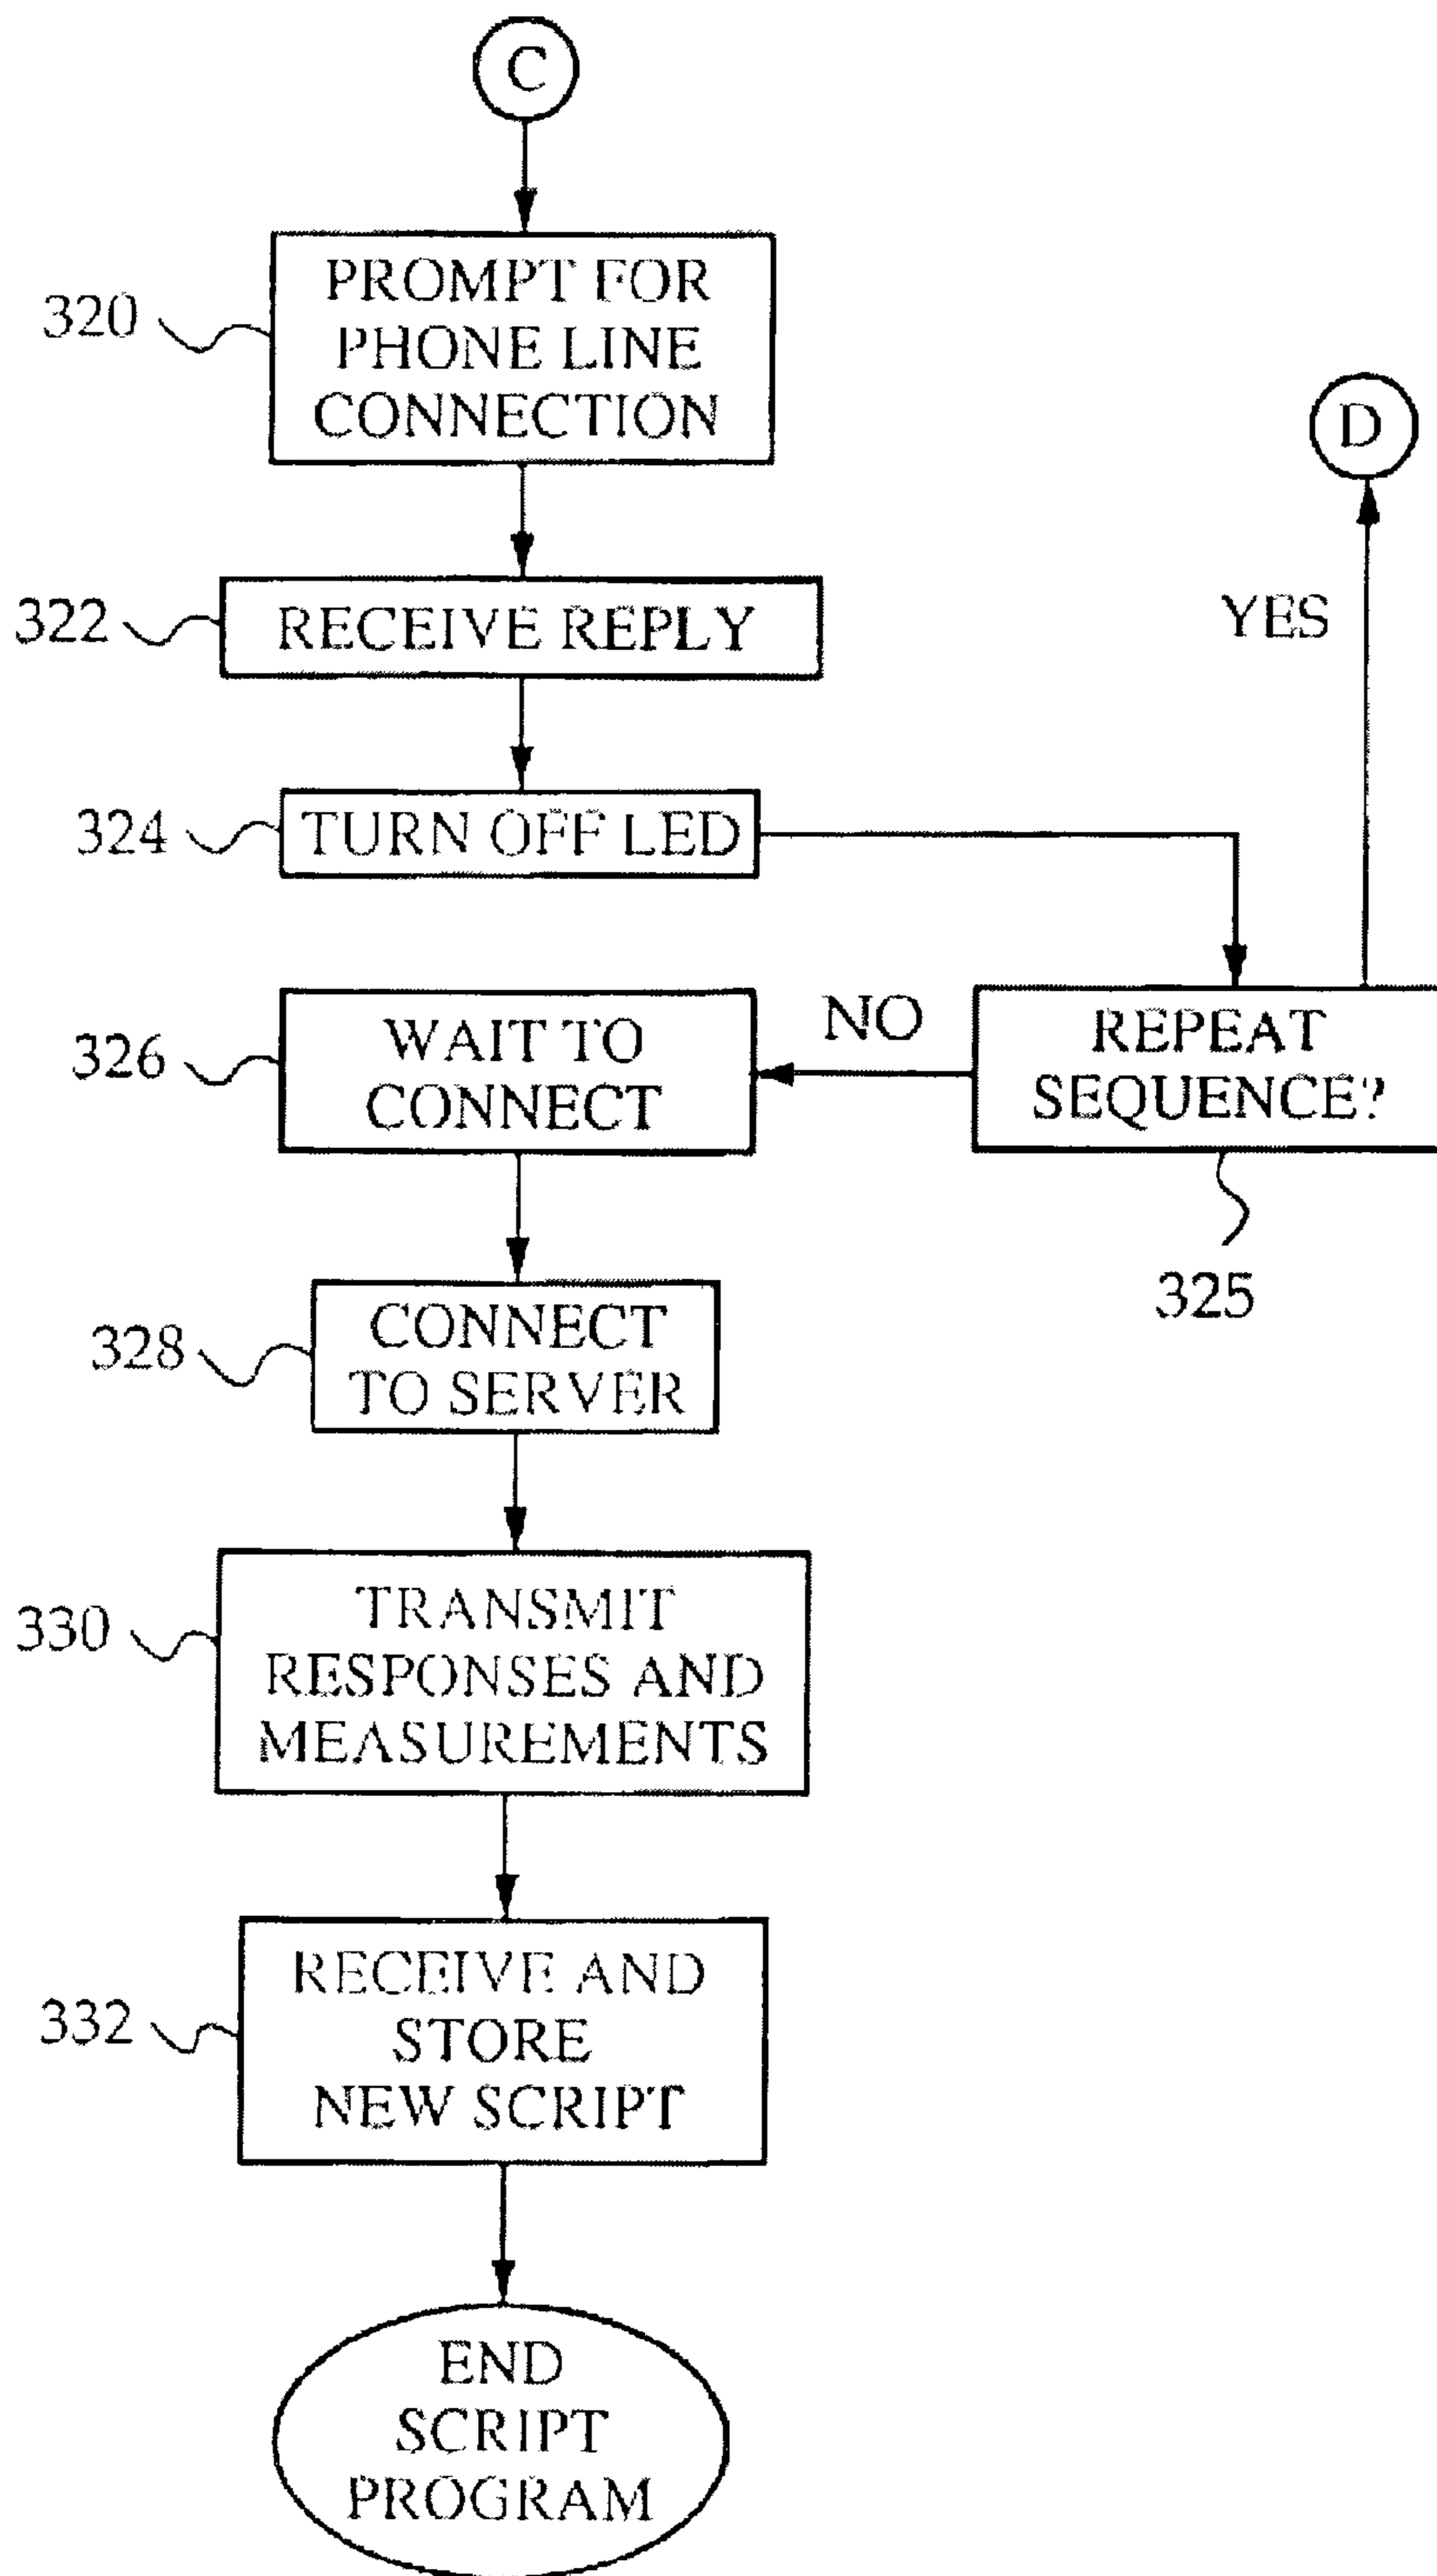 C
320
PROMPT FOR
PHONE LINE
CONNECTION
D
322
RECEIVE REPLY
YES
324
TURN OFF LED
326
WAIT TO
CONNECT
NO
REPEAT
SEQUENCE?
325
328
CONNECT
TO SERVER
330
TRANSMIT
RESPONSES AND
MEASUREMENTS
332
RECEIVE AND
STORE
NEW SCRIPT
END
SCRIPT
PROGRAM